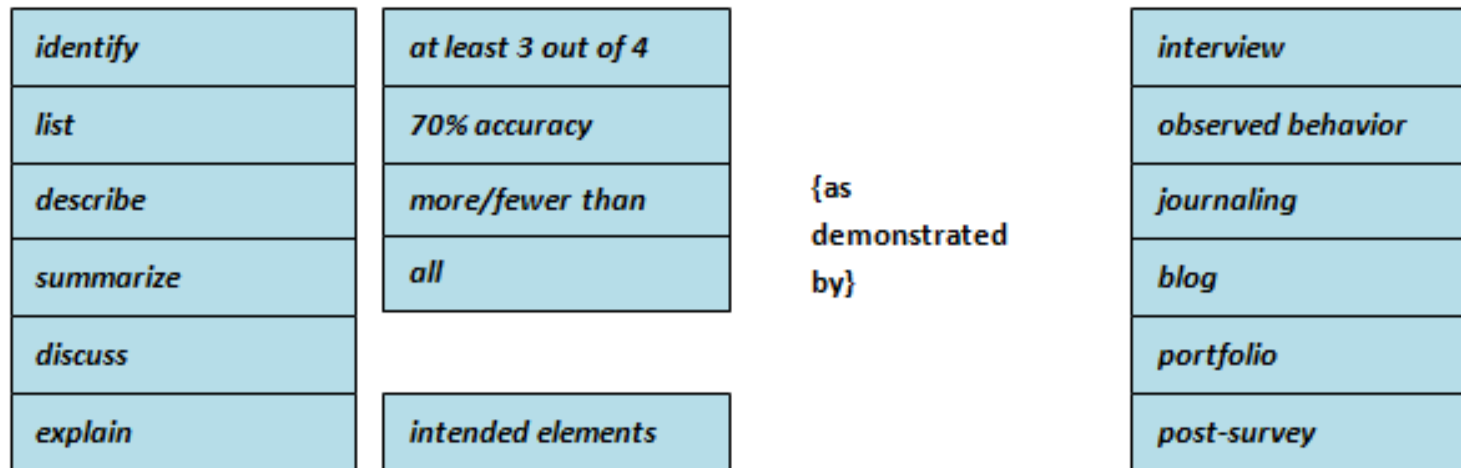 identify
list
describe
summarize
discuss
explain
at least 3 out of 4
70% accuracy
more/fewer than
all
intended elements
{as
demonstrated
by}
interview
observed behavior
journaling
blog
portfolio
post-survey